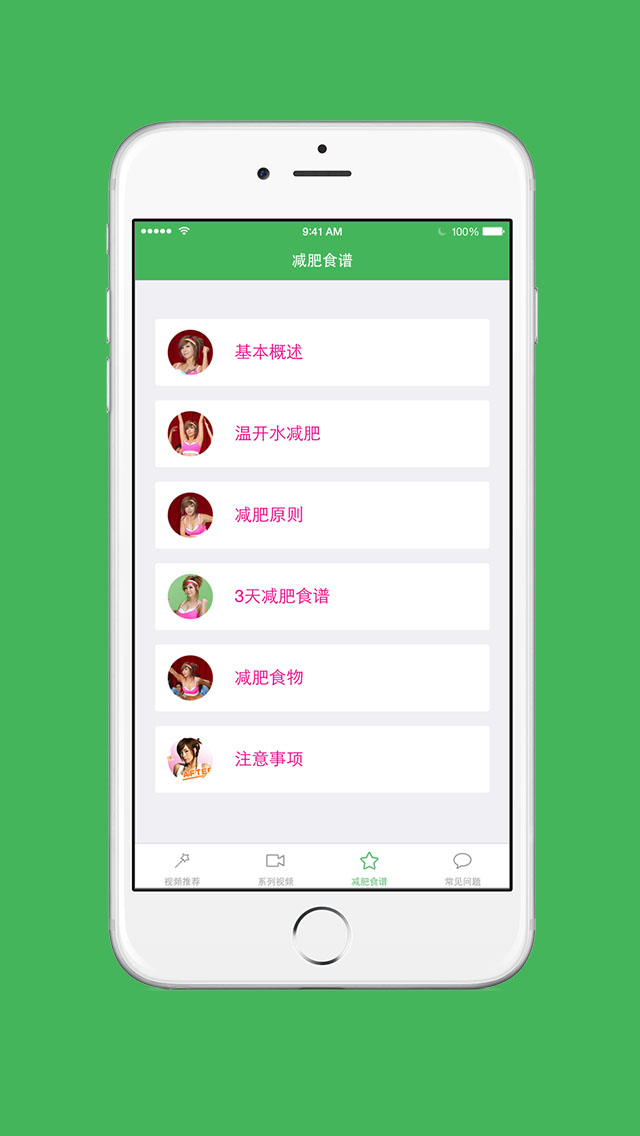 9:41 AM
100%
减肥食谱
基本概述
温开水减肥
减肥原则
3天减肥食谱
减肥食物
AFTER
注意事项
视频推荐
系列视频
减肥食谱
常见问题